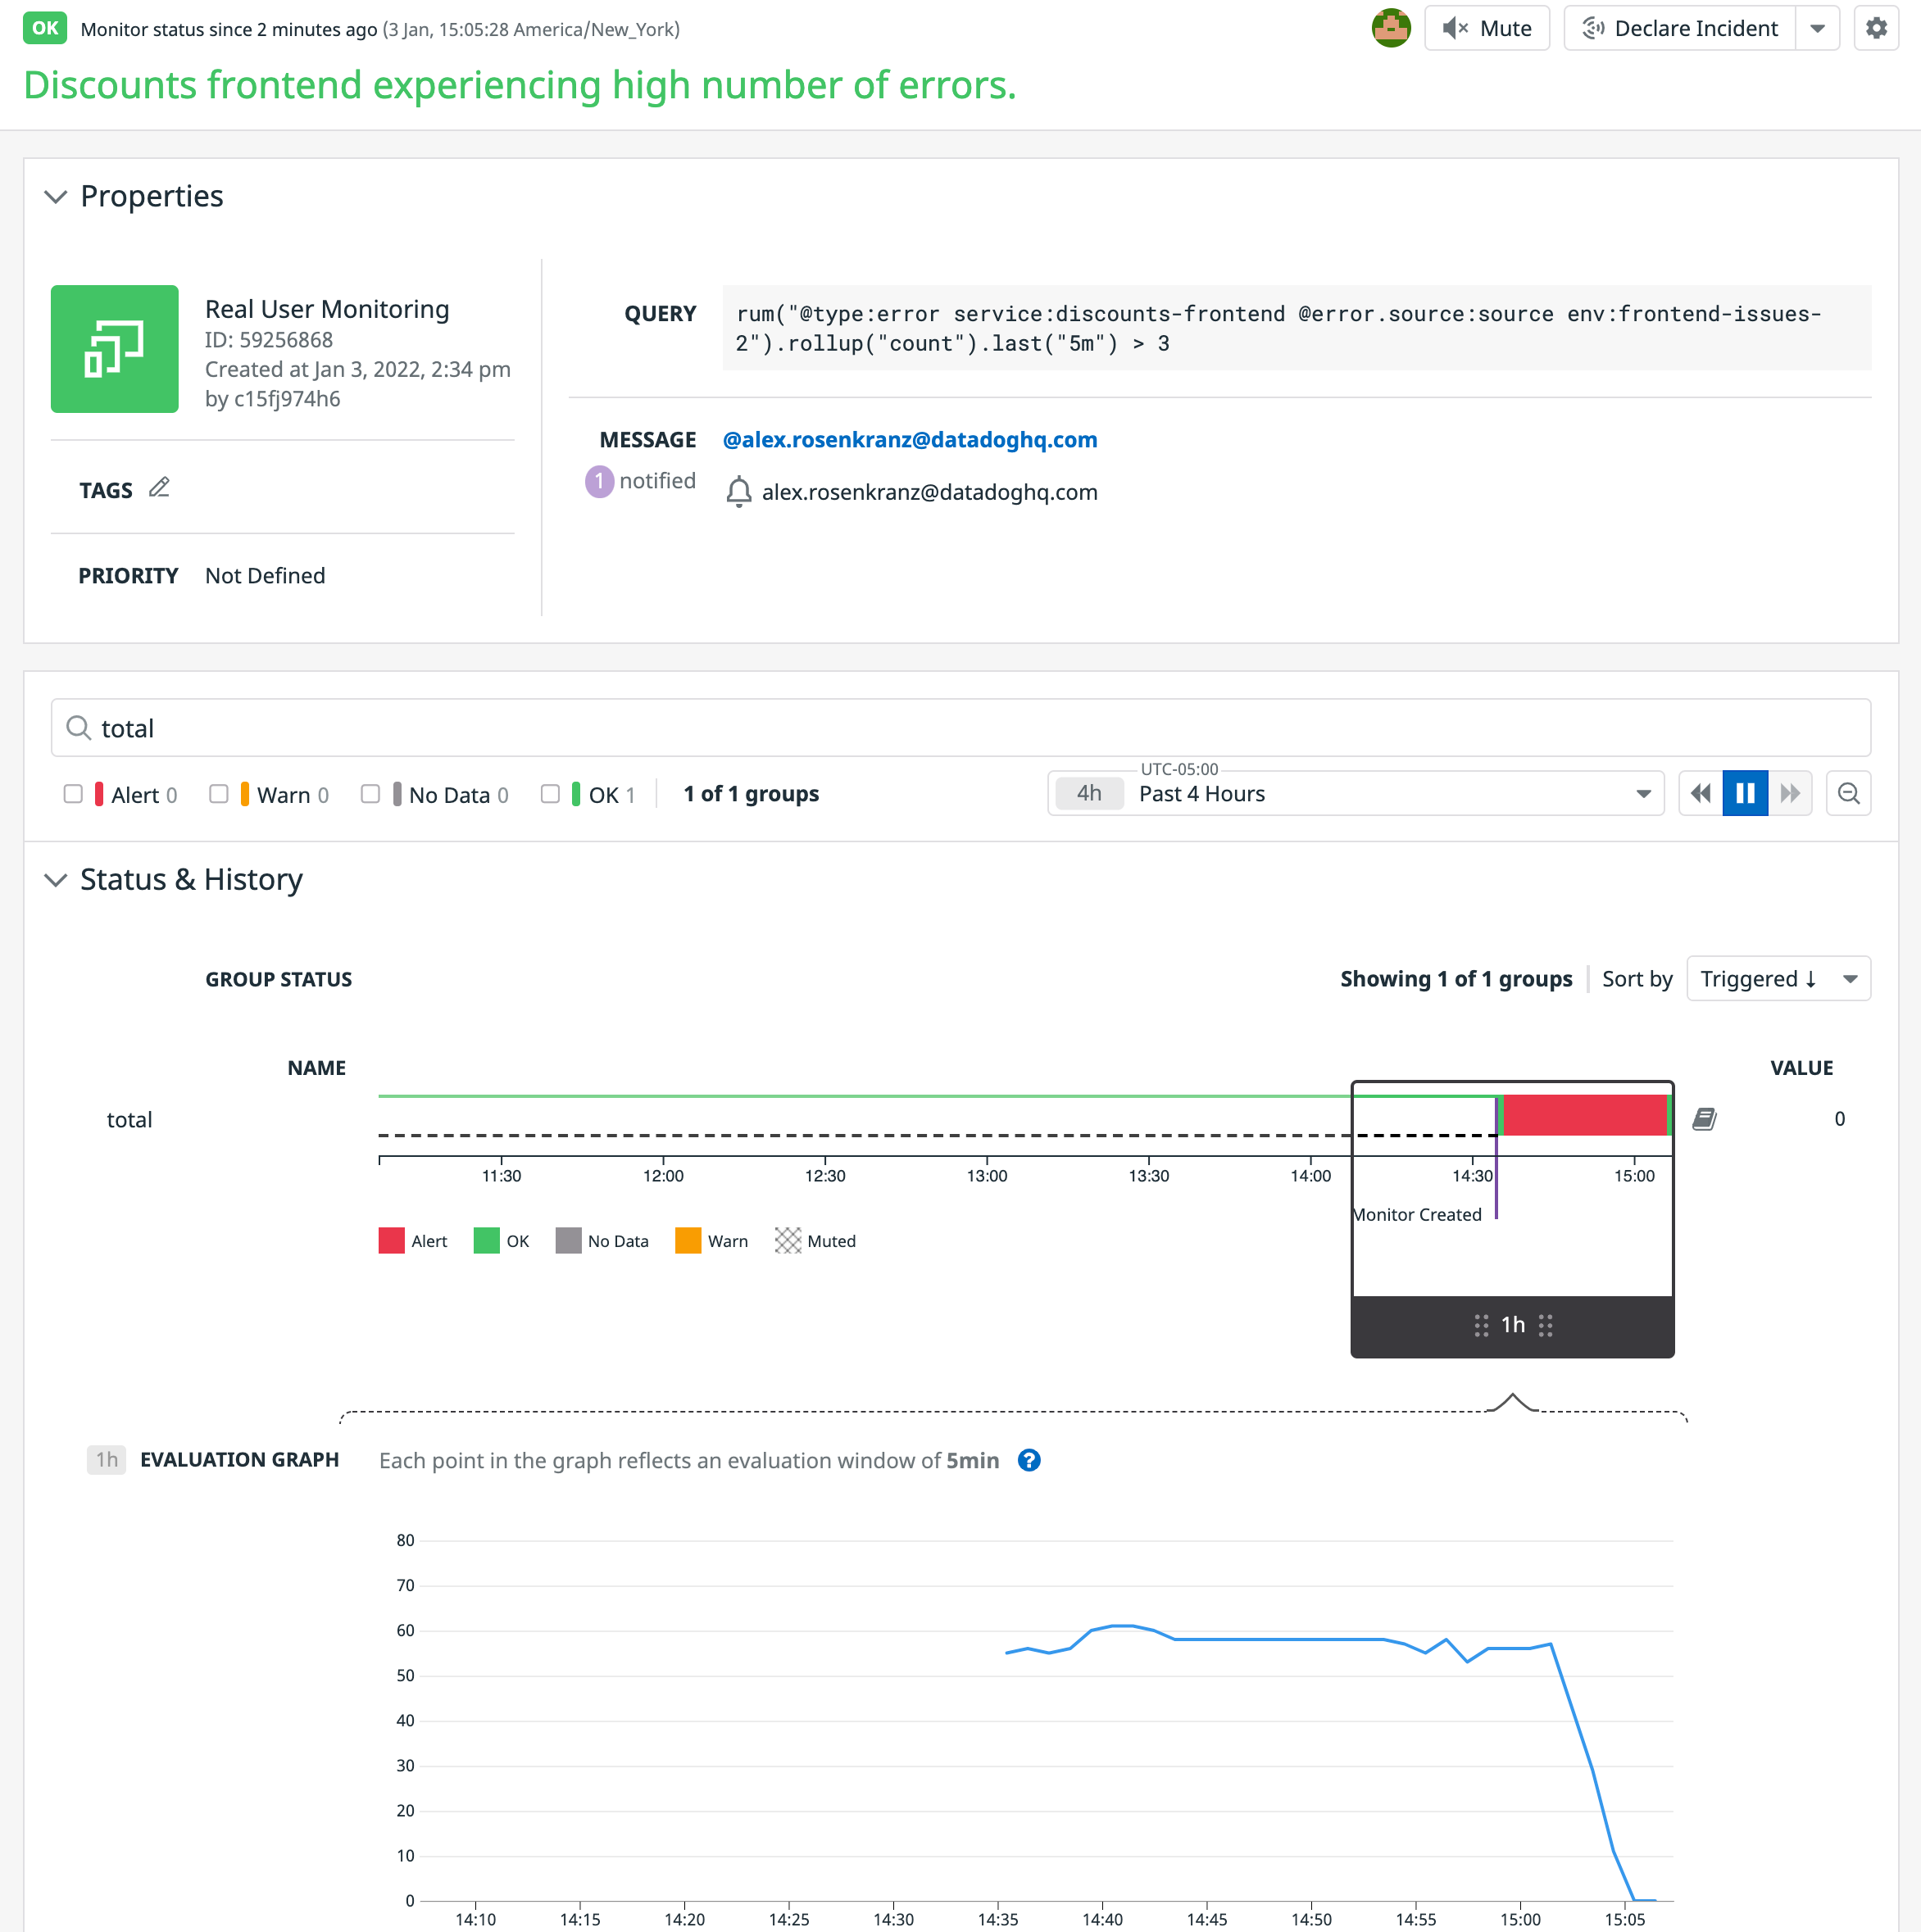 OK Monitor status since 2 minutes ago (3 Jan, 15:05:28 America/New_York) Mute Declare Incident
Discounts frontend experiencing high number of errors.
Properties
Real User Monitoring
ID: 59256868
Created at Jan 3, 2022, 2:34 pm
by c15fj974h6
TAGS
PRIORITY Not Defined
QUERY rum("@type:error service:discounts-frontend @error.source:source env:frontend-issues-
2").rollup("count").last("5m") > 3
MESSAGE @alex.rosenkranz@datadoghq.com
1 notified alex.rosenkranz@datadoghq.com
total
Alert 0 Warn 0 No Data 0 OK 1 1 of 1 groups
UTC-05:00
4h Past 4 Hours
Status & History
GROUP STATUS Showing 1 of 1 groups Sort by Triggered ↓
NAME VALUE
total 0
11:30 12:00 12:30 13:00 13:30 14:00 14:30 15:00
Monitor Created
Alert OK No Data Warn Muted
1h
1h EVALUATION GRAPH Each point in the graph reflects an evaluation window of 5min ?
80
70
60
50
40
30
20
10
0
14:10 14:15 14:20 14:25 14:30 14:35 14:40 14:45 14:50 14:55 15:00 15:05